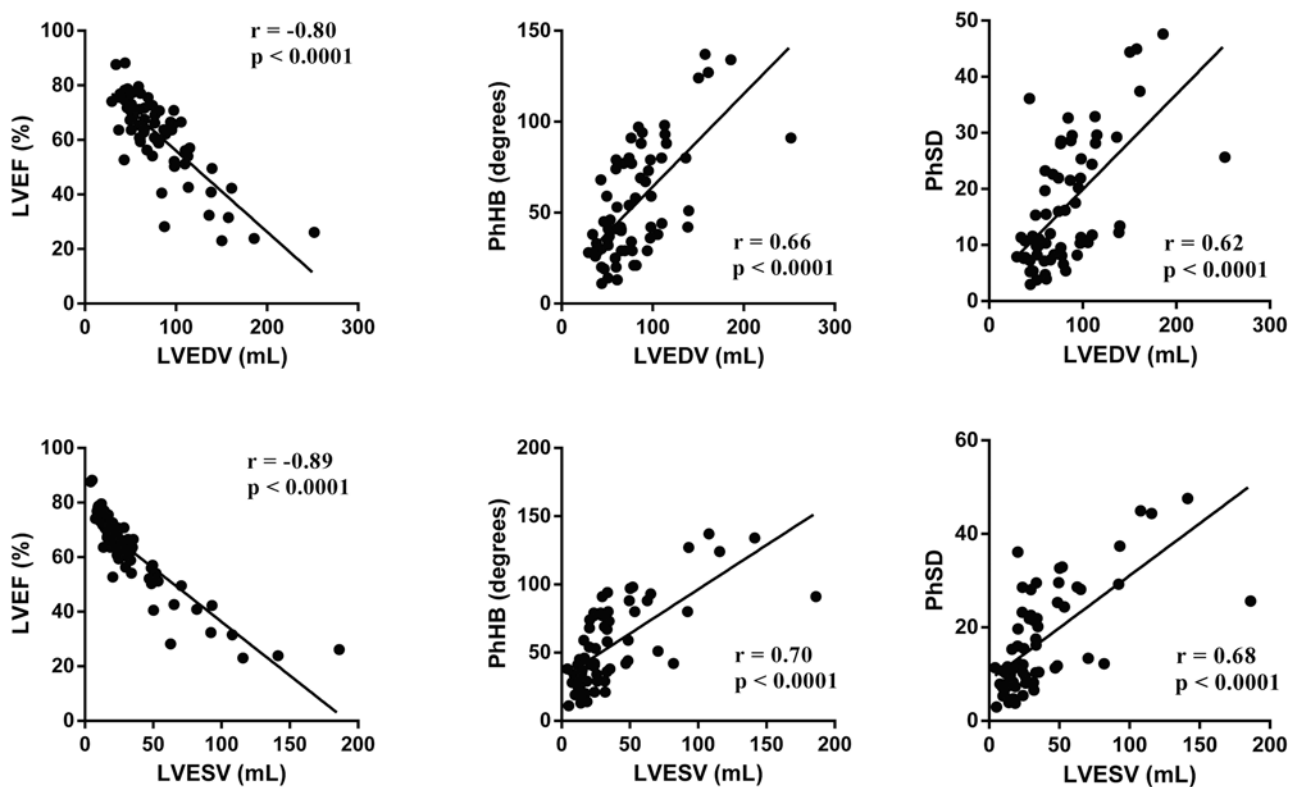 100
80
60
40
20
0
LVEF (%)
r = -0.80
p < 0.0001
0
100
200
300
LVEDV (mL)
150
100
50
0
PhHB (degrees)
r = 0.66
p < 0.0001
0
100
200
300
LVEDV (mL)
50
40
30
20
10
0
PhSD
r = 0.62
p < 0.0001
0
100
200
300
LVEDV (mL)
100
80
60
40
20
0
LVEF (%)
r = -0.89
p < 0.0001
0
50
100
150
200
LVESV (mL)
200
150
100
50
0
PhHB (degrees)
r = 0.70
p < 0.0001
0
50
100
150
200
LVESV (mL)
60
40
20
0
PhSD
r = 0.68
p < 0.0001
0
50
100
150
200
LVESV (mL)